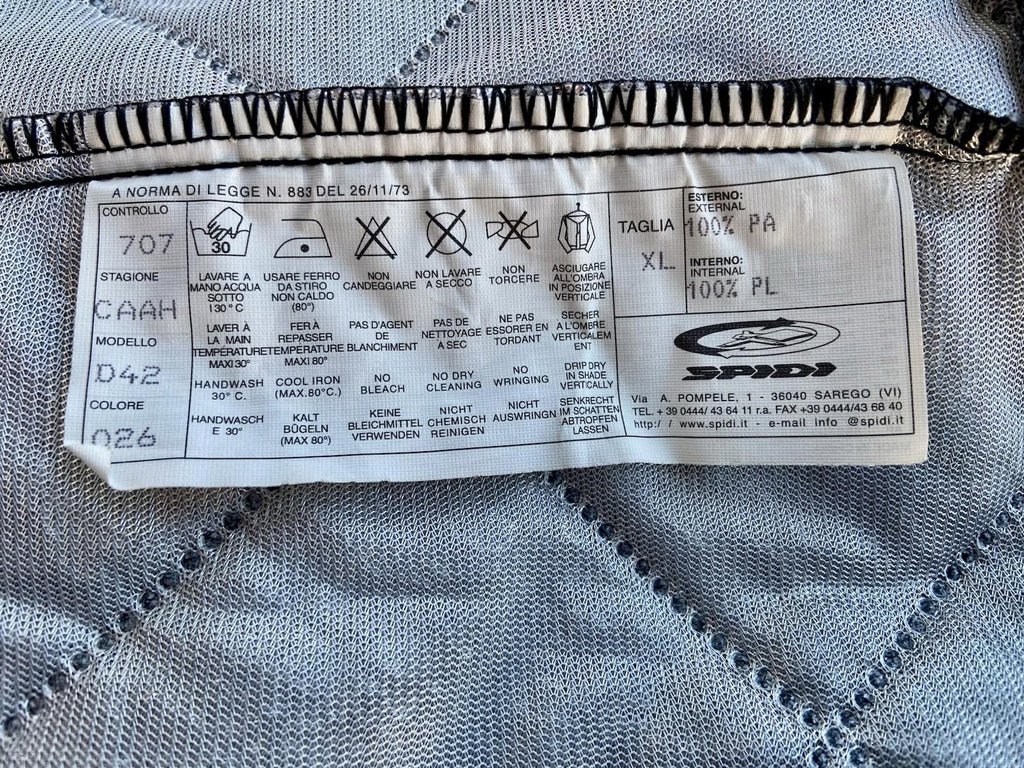 A NORMA DI LEGGE N. 883 DEL 26/11/73
CONTROLLO
707
STAGIONE
CAAH
MODELLO
D42
COLORE
026
30
LAVARE A
MANO ACQUA
SOTTO
I 30° C
USARE FERRO
DA STIRO
NON CALDO
(80°)
NON
CANDEGGIARE
NON LAVARE
A SECCO
NON
TORCERE
ASCIUGARE
ALL'OMBRA
IN POSIZIONE
VERTICALE
LAVER À
LA MAIN
TEMPÉRATURE
MAXI 30°
FER À
REPASSER
TEMPÉRATURE
MAXI 80°
PAS D'AGENT
DE
BLANCHIMENT
PAS DE
NETTOYAGE
A SEC
NE PAS
ESSORER EN
TORDANT
SECHER
À L'OMBRE
VERTICALEM
ENT
HANDWASH
30° C.
COOL IRON
(MAX.80°C.)
NO
BLEACH
NO DRY
CLEANING
NO
WRINGING
DRIP DRY
IN SHADE
VERTICALLY
HANDWASCH
E 30°
KALT
BÜGELN
(MAX 80°)
KEINE
BLEICHMITTEL
VERWENDEN
NICHT
CHEMISCH
REINIGEN
NICHT
AUSWRINGN
SENKRECHT
IM SCHATTEN
ABTROPFEN
LASSEN
TAGLIA
XL
ESTERNO:
EXTERNAL
100% PA
INTERNO:
INTERNAL
100% PL
SPIDI
Via A. POMPELE, 1 - 36040 SAREGO (VI)
TEL. + 39 0444/ 43 64 11 r.a. FAX +39 0444/43 68 40
http:/ / www.spidi.it - e-mail info @spidi.it